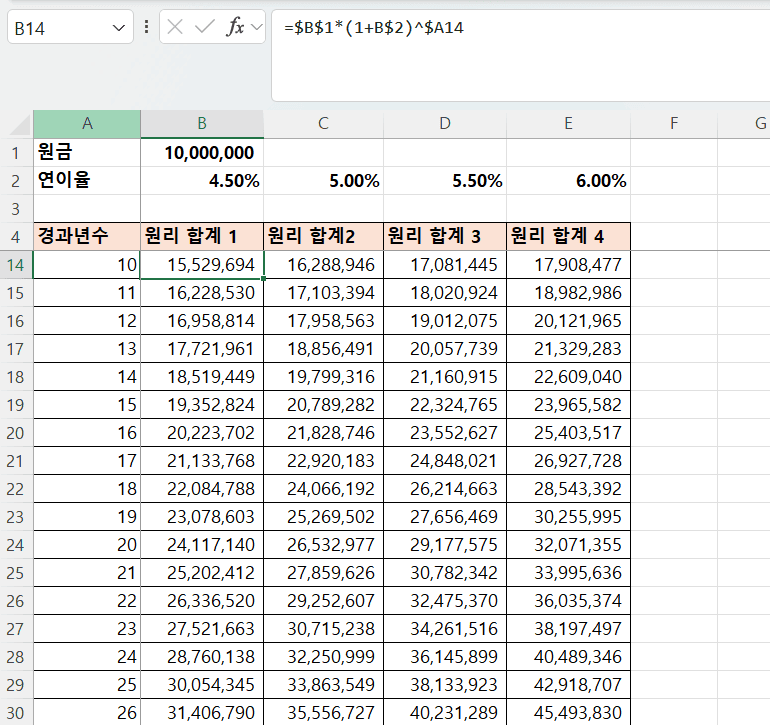 B14 fx =$B$1*(1+B$2)^$A14
A B C D E F G
1 원금 10,000,000
2 연이율 4.50% 5.00% 5.50% 6.00%
3
4 경과년수 원리 합계 1 원리 합계2 원리 합계 3 원리 합계 4
14 10 15,529,694 16,288,946 17,081,445 17,908,477
15 11 16,228,530 17,103,394 18,020,924 18,982,986
16 12 16,958,814 17,958,563 19,012,075 20,121,965
17 13 17,721,961 18,856,491 20,057,739 21,329,283
18 14 18,519,449 19,799,316 21,160,915 22,609,040
19 15 19,352,824 20,789,282 22,324,765 23,965,582
20 16 20,223,702 21,828,746 23,552,627 25,403,517
21 17 21,133,768 22,920,183 24,848,021 26,927,728
22 18 22,084,788 24,066,192 26,214,663 28,543,392
23 19 23,078,603 25,269,502 27,656,469 30,255,995
24 20 24,117,140 26,532,977 29,177,575 32,071,355
25 21 25,202,412 27,859,626 30,782,342 33,995,636
26 22 26,336,520 29,252,607 32,475,370 36,035,374
27 23 27,521,663 30,715,238 34,261,516 38,197,497
28 24 28,760,138 32,250,999 36,145,899 40,489,346
29 25 30,054,345 33,863,549 38,133,923 42,918,707
30 26 31,406,790 35,556,727 40,231,289 45,493,830